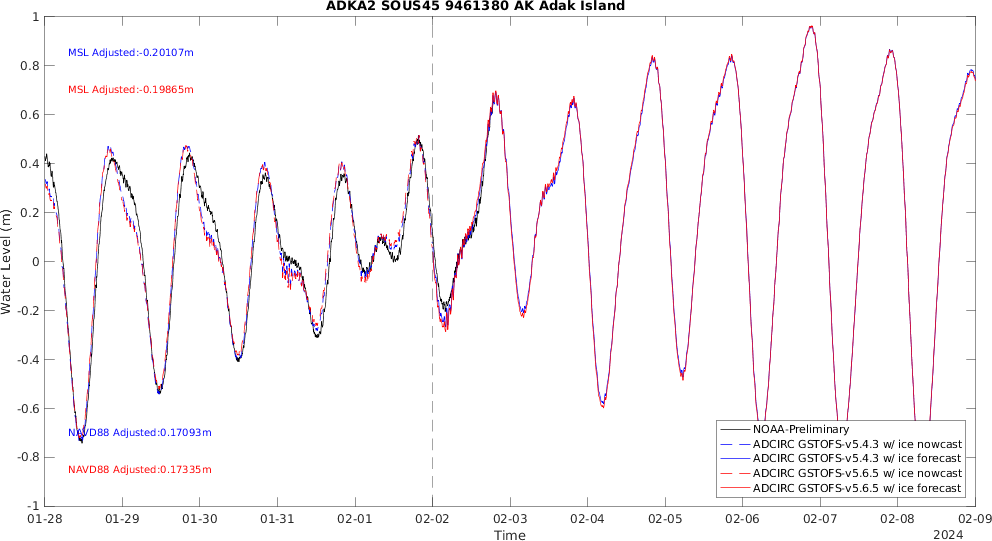 ADKA2 SOUS45 9461380 AK Adak Island
MSL Adjusted:-0.20107m
MSL Adjusted:-0.19865m
NAVD88 Adjusted:0.17093m
NAVD88 Adjusted:0.17335m
Water Level (m)
1
0.8
0.6
0.4
0.2
0
-0.2
-0.4
-0.6
-0.8
-1
NOAA-Preliminary
ADCIRC GSTOFS-v5.4.3 w/ ice nowcast
ADCIRC GSTOFS-v5.4.3 w/ ice forecast
ADCIRC GSTOFS-v5.6.5 w/ ice nowcast
ADCIRC GSTOFS-v5.6.5 w/ ice forecast
01-28 01-29 01-30 01-31 02-01 02-02 02-03 02-04 02-05 02-06 02-07 02-08 02-09
Time
2024